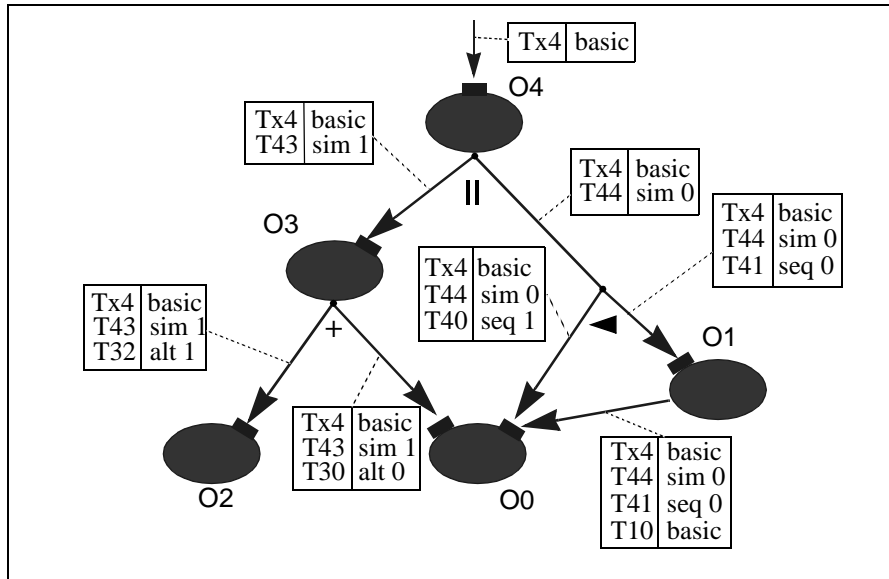 Tx4 basic
O4
Tx4 basic
T43 sim 1
||
Tx4 basic
T44 sim 0
O3
Tx4 basic
T44 sim 0
T41 seq 0
Tx4 basic
T44 sim 0
T40 seq 1
Tx4 basic
T43 sim 1
T32 alt 1
+
O1
Tx4 basic
T43 sim 1
T30 alt 0
Tx4 basic
T44 sim 0
T41 seq 0
T10 basic
O2
O0